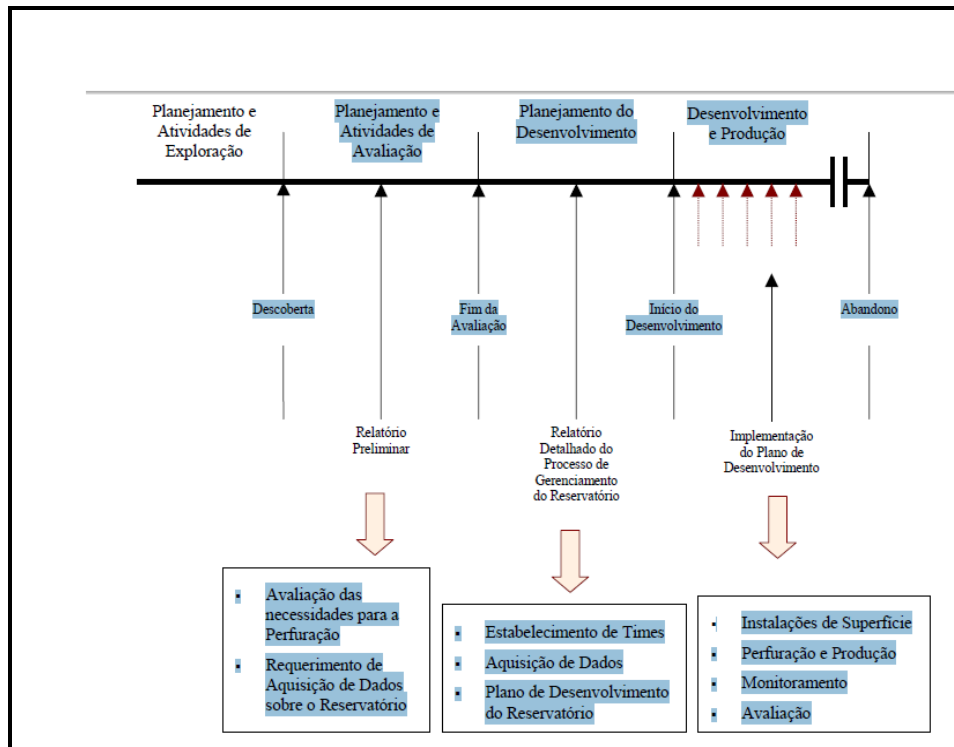 Planejamento e
Atividades de
Exploração
Planejamento e
Atividades de
Avaliação
Planejamento do
Desenvolvimento
Desenvolvimento
e Produção
Descoberta
Fim da
Avaliação
Início do
Desenvolvimento
Abandono
Relatório
Preliminar
Relatório
Detalhado do
Processo de
Gerenciamento
do Reservatório
Implementação
do Plano de
Desenvolvimento
▪ Avaliação das
necessidades para a
Perfuração
▪ Requerimento de
Aquisição de Dados
sobre o Reservatório
▪ Estabelecimento de Times
▪ Aquisição de Dados
▪ Plano de Desenvolvimento
do Reservatório
▪ Instalações de Superfície
▪ Perfuração e Produção
▪ Monitoramento
▪ Avaliação